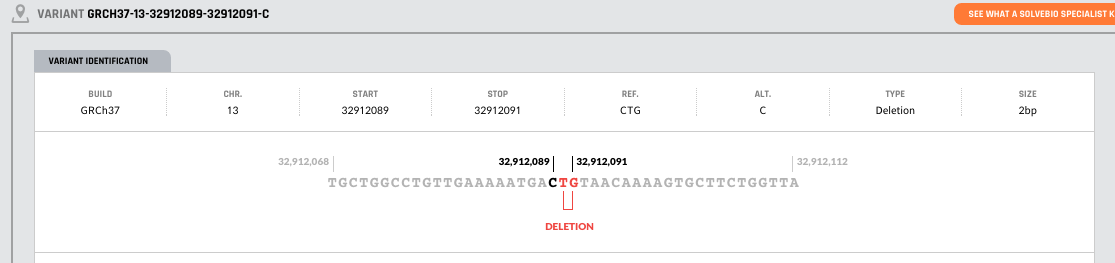 VARIANT GRCH37-13-32912089-32912091-C
SEE WHAT A SOLVEBIO SPECIALIST K
VARIANT IDENTIFICATION
BUILD CHR. START STOP REF. ALT. TYPE SIZE
GRCh37 13 32912089 32912091 CTG C Deletion 2bp
32,912,068 32,912,089 32,912,091 32,912,112
TGCTGGCCTGTTGAAAAATGACTGTAACAAAAGTGCTTCTGGTTA
DELETION